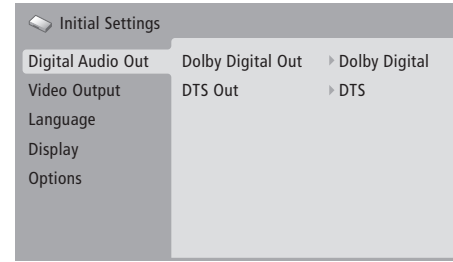 Initial Settings
Digital Audio Out Dolby Digital Out Dolby Digital
Video Output DTS Out DTS
Language
Display
Options